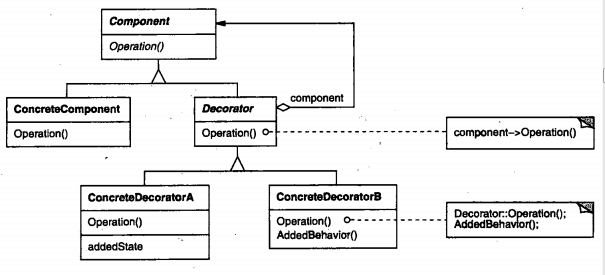 Component
Operation()
component
ConcreteComponent
Operation()
Decorator
Operation()
component->Operation()
ConcreteDecoratorA
Operation()
addedState
ConcreteDecoratorB
Operation()
AddedBehavior()
Decorator::Operation();
AddedBehavior();